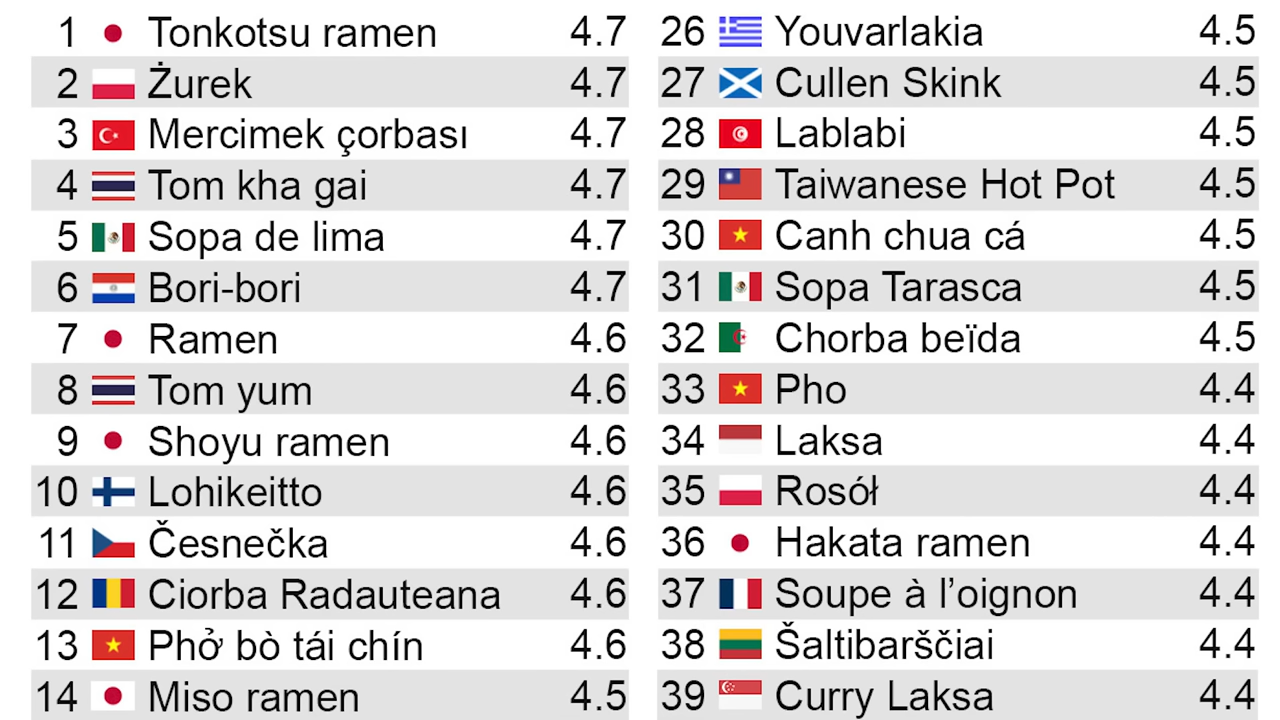 1 Tonkotsu ramen 4.7
2 Żurek 4.7
3 Mercimek çorbası 4.7
4 Tom kha gai 4.7
5 Sopa de lima 4.7
6 Bori-bori 4.7
7 Ramen 4.6
8 Tom yum 4.6
9 Shoyu ramen 4.6
10 Lohikeitto 4.6
11 Česnečka 4.6
12 Ciorba Radauteana 4.6
13 Phở bò tái chín 4.6
14 Miso ramen 4.5
26 Youvarlakia 4.5
27 Cullen Skink 4.5
28 Lablabi 4.5
29 Taiwanese Hot Pot 4.5
30 Canh chua cá 4.5
31 Sopa Tarasca 4.5
32 Chorba beïda 4.5
33 Pho 4.4
34 Laksa 4.4
35 Rosół 4.4
36 Hakata ramen 4.4
37 Soupe à l’oignon 4.4
38 Šaltibarščiai 4.4
39 Curry Laksa 4.4